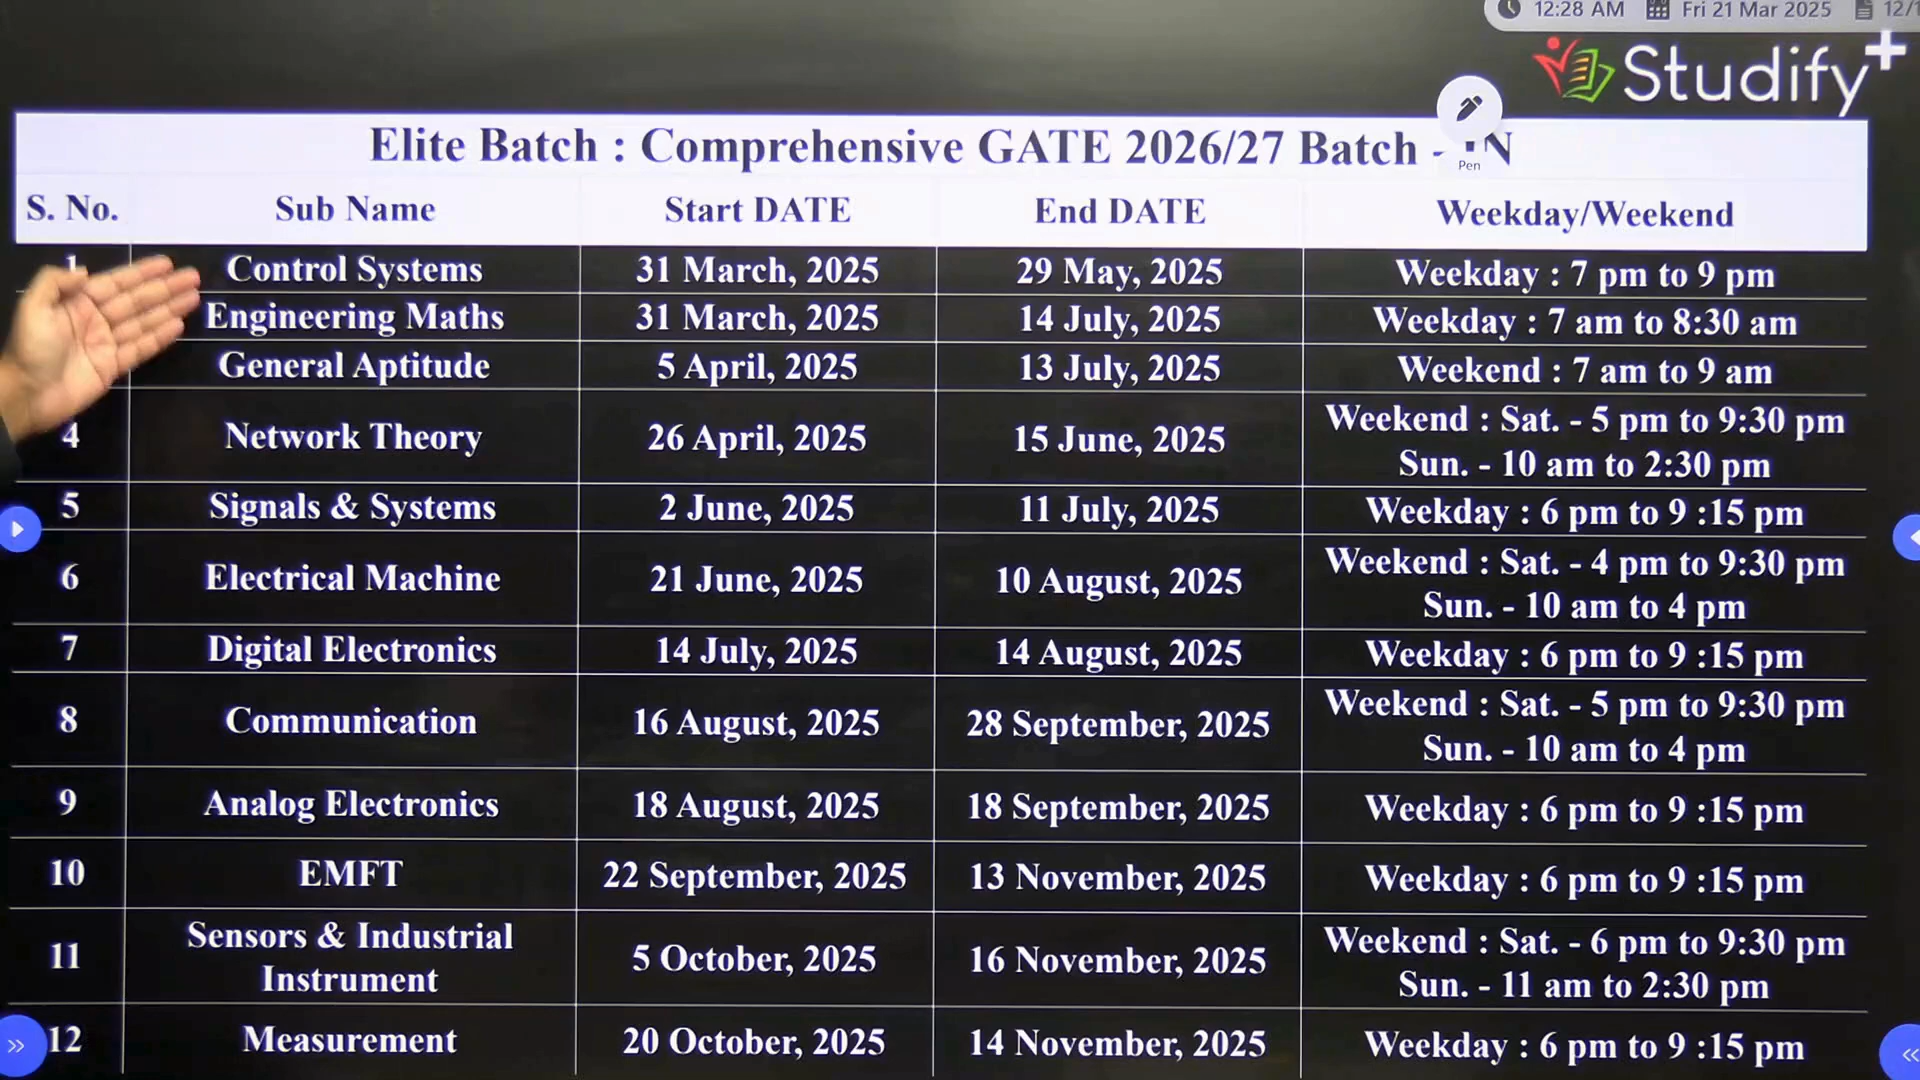 12:28 AM Fri 21 Mar 2025 12/1
Studify+
Elite Batch : Comprehensive GATE 2026/27 Batch - IN
Pen
S. No. Sub Name Start DATE End DATE Weekday/Weekend
1 Control Systems 31 March, 2025 29 May, 2025 Weekday : 7 pm to 9 pm
Engineering Maths 31 March, 2025 14 July, 2025 Weekday : 7 am to 8:30 am
General Aptitude 5 April, 2025 13 July, 2025 Weekend : 7 am to 9 am
4 Network Theory 26 April, 2025 15 June, 2025 Weekend : Sat. - 5 pm to 9:30 pm
Sun. - 10 am to 2:30 pm
5 Signals & Systems 2 June, 2025 11 July, 2025 Weekday : 6 pm to 9 :15 pm
6 Electrical Machine 21 June, 2025 10 August, 2025 Weekend : Sat. - 4 pm to 9:30 pm
Sun. - 10 am to 4 pm
7 Digital Electronics 14 July, 2025 14 August, 2025 Weekday : 6 pm to 9 :15 pm
8 Communication 16 August, 2025 28 September, 2025 Weekend : Sat. - 5 pm to 9:30 pm
Sun. - 10 am to 4 pm
9 Analog Electronics 18 August, 2025 18 September, 2025 Weekday : 6 pm to 9 :15 pm
10 EMFT 22 September, 2025 13 November, 2025 Weekday : 6 pm to 9 :15 pm
11 Sensors & Industrial
Instrument 5 October, 2025 16 November, 2025 Weekend : Sat. - 6 pm to 9:30 pm
Sun. - 11 am to 2:30 pm
12 Measurement 20 October, 2025 14 November, 2025 Weekday : 6 pm to 9 :15 pm